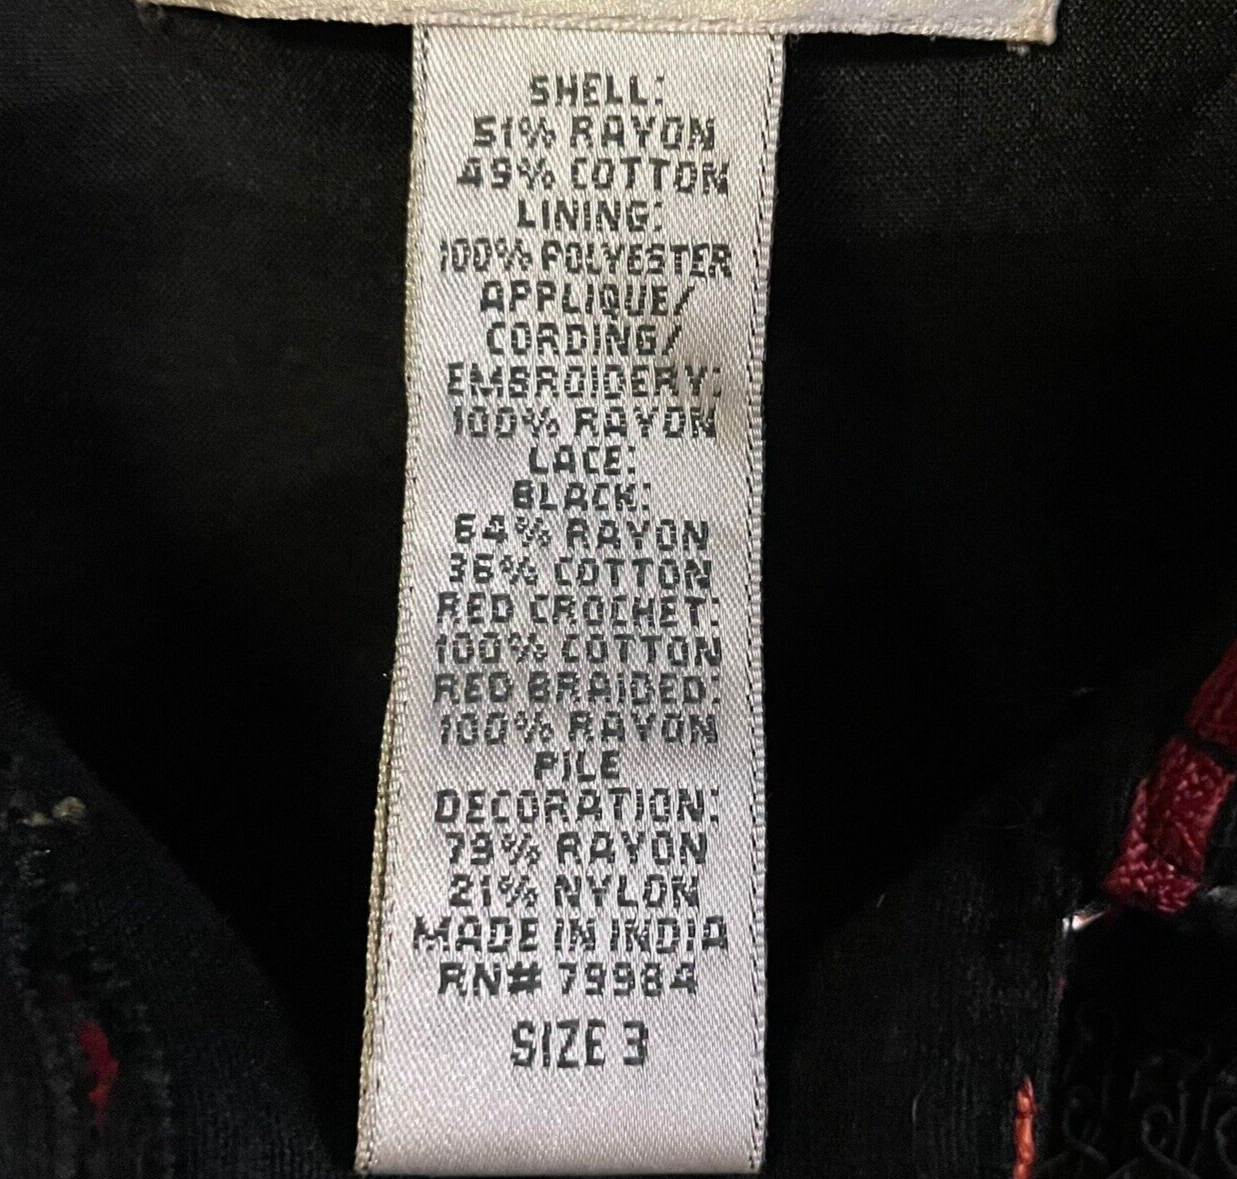 SHELL:
51% RAYON
49% COTTON
LINING:
100% POLYESTER
APPLIQUE/
CORDING/
EMBROIDERY:
100% RAYON
LACE:
BLACK:
64% RAYON
36% COTTON
RED CROCHET:
100% COTTON
RED BRAIDED:
100% RAYON
PILE
DECORATION:
79% RAYON
21% NYLON
MADE IN INDIA
RN# 79984
SIZE 3